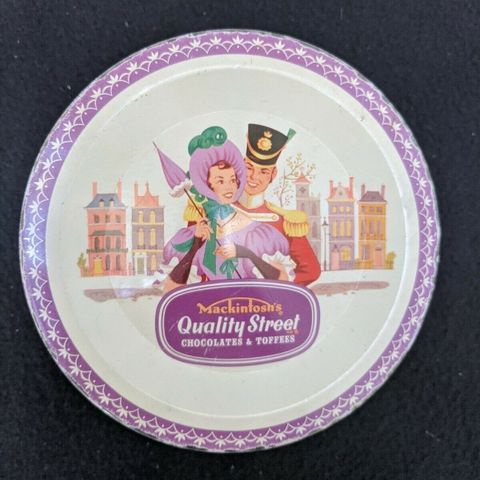 Mackintosh's
Quality Street
CHOCOLATES & TOFFEES